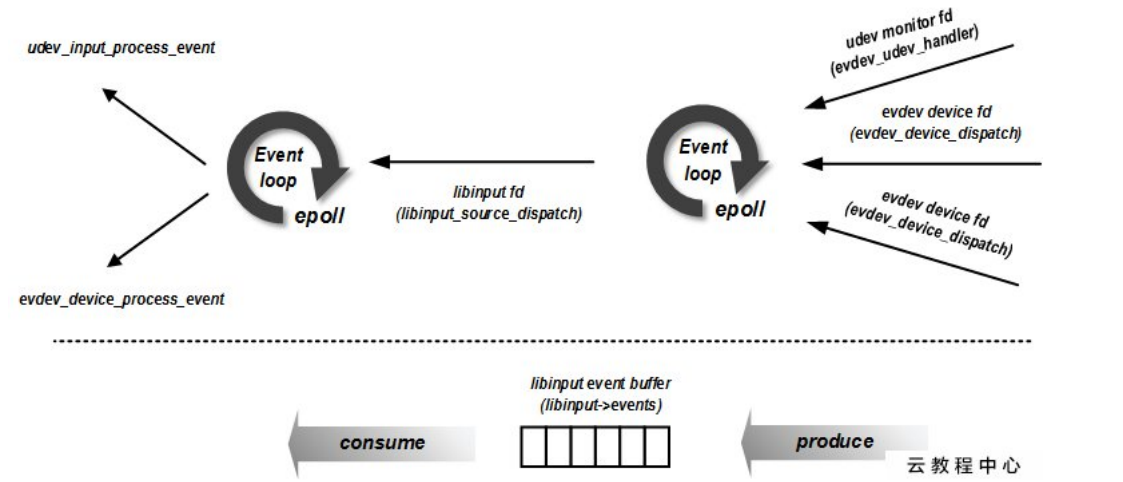 udev monitor fd
(evdev_udev_handler)
udev_input_process_event
evdev device fd
(evdev_device_dispatch)
Event
loop
epoll
libinput fd
(libinput_source_dispatch)
Event
loop
epoll
evdev device fd
(evdev_device_dispatch)
evdev_device_process_event
libinput event buffer
(libinput->events)
consume
produce
云教程中心